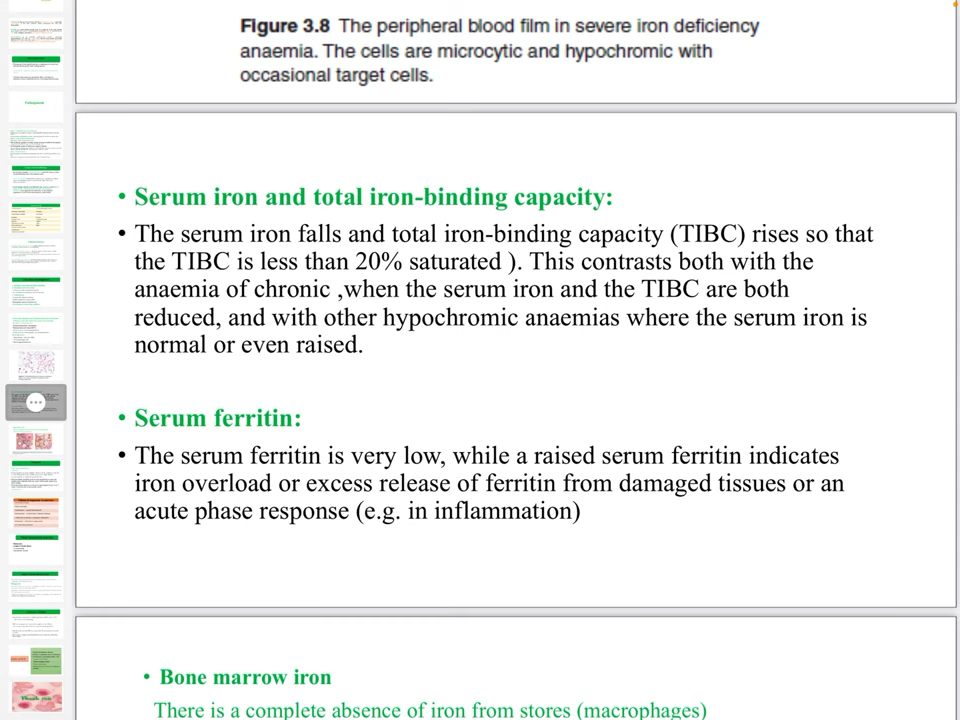 Figure 3.8 The peripheral blood film in severe iron deficiency
anaemia. The cells are microcytic and hypochromic with
occasional target cells.
• Serum iron and total iron-binding capacity:
• The serum iron falls and total iron-binding capacity (TIBC) rises so that
the TIBC is less than 20% saturated ). This contrasts both with the
anaemia of chronic ,when the serum iron and the TIBC are both
reduced, and with other hypochromic anaemias where the serum iron is
normal or even raised.
• Serum ferritin:
• The serum ferritin is very low, while a raised serum ferritin indicates
iron overload or excess release of ferritin from damaged tissues or an
acute phase response (e.g. in inflammation)
• Bone marrow iron
There is a complete absence of iron from stores (macrophages)